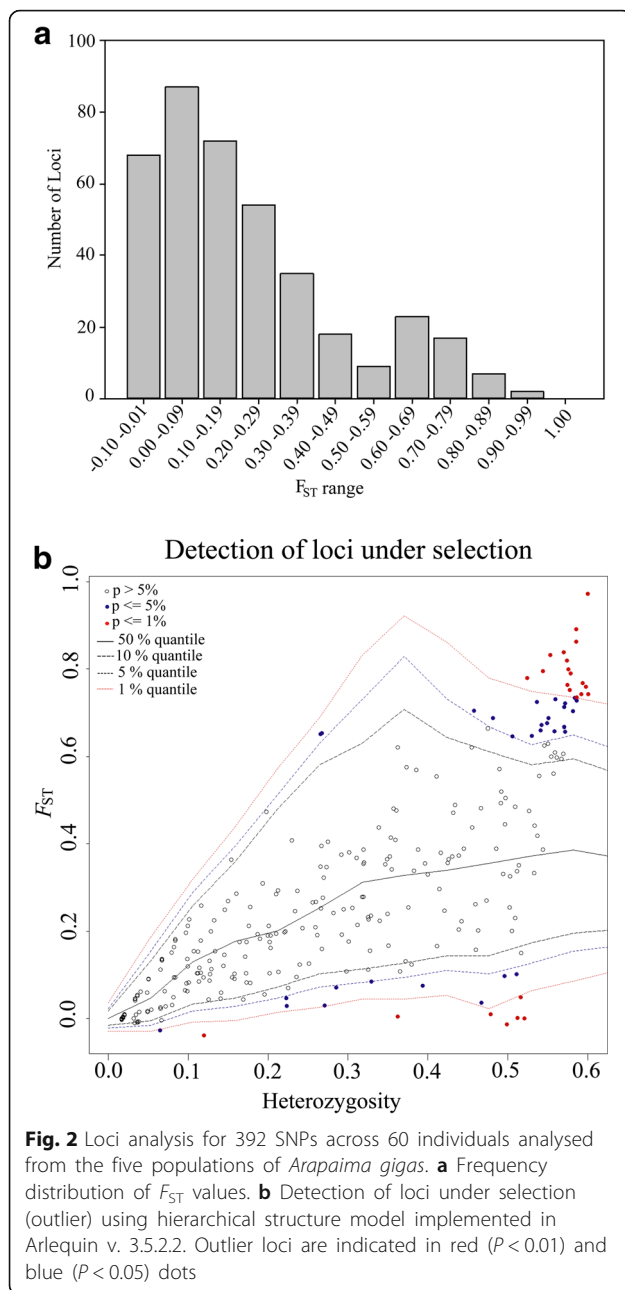 a
100
80
60
40
20
0
Number of Loci
-0.10 -0.01
0.00 -0.09
0.10 -0.19
0.20 -0.29
0.30 -0.39
0.40 -0.49
0.50 -0.59
0.60 -0.69
0.70 -0.79
0.80 -0.89
0.90 -0.99
1.00
FST range
b
Detection of loci under selection
p > 5%
p <= 5%
p <= 1%
50 % quantile
10 % quantile
5 % quantile
1 % quantile
1.0
0.8
0.6
0.4
0.2
0.0
FST
0.0 0.1 0.2 0.3 0.4 0.5 0.6
Heterozygosity
Fig. 2 Loci analysis for 392 SNPs across 60 individuals analysed
from the five populations of Arapaima gigas. a Frequency
distribution of FST values. b Detection of loci under selection
(outlier) using hierarchical structure model implemented in
Arlequin v. 3.5.2.2. Outlier loci are indicated in red (P < 0.01) and
blue (P < 0.05) dots